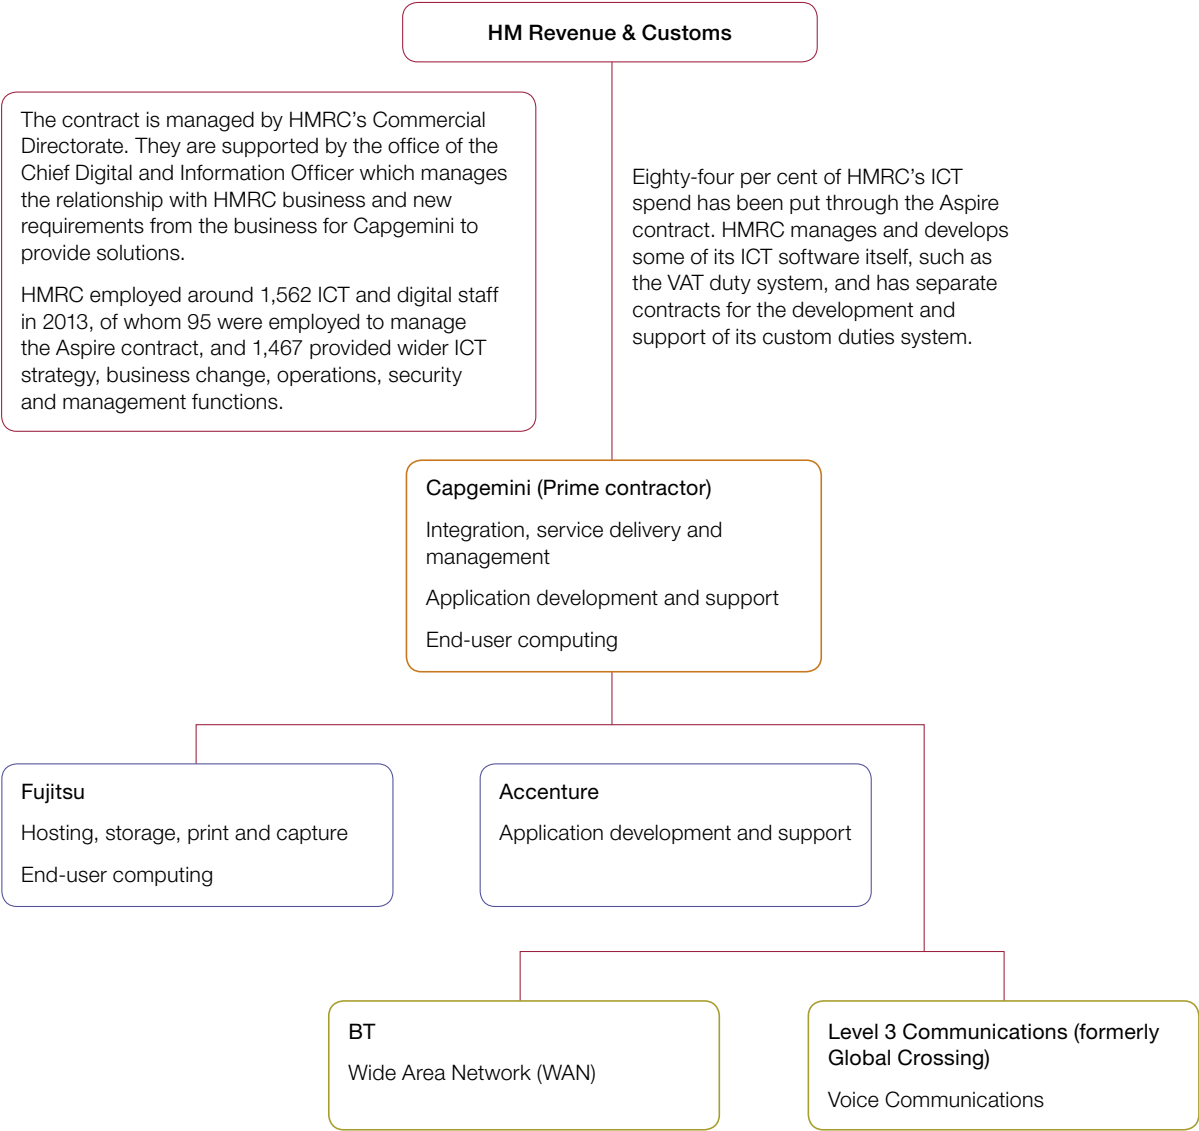 HM Revenue & Customs
The contract is managed by HMRC’s Commercial
Directorate. They are supported by the office of the
Chief Digital and Information Officer which manages
the relationship with HMRC business and new
requirements from the business for Capgemini to
provide solutions.
HMRC employed around 1,562 ICT and digital staff
in 2013, of whom 95 were employed to manage
the Aspire contract, and 1,467 provided wider ICT
strategy, business change, operations, security
and management functions.
Eighty-four per cent of HMRC’s ICT
spend has been put through the Aspire
contract. HMRC manages and develops
some of its ICT software itself, such as
the VAT duty system, and has separate
contracts for the development and
support of its custom duties system.
Capgemini (Prime contractor)
Integration, service delivery and
management
Application development and support
End-user computing
Fujitsu
Hosting, storage, print and capture
End-user computing
Accenture
Application development and support
BT
Wide Area Network (WAN)
Level 3 Communications (formerly
Global Crossing)
Voice Communications